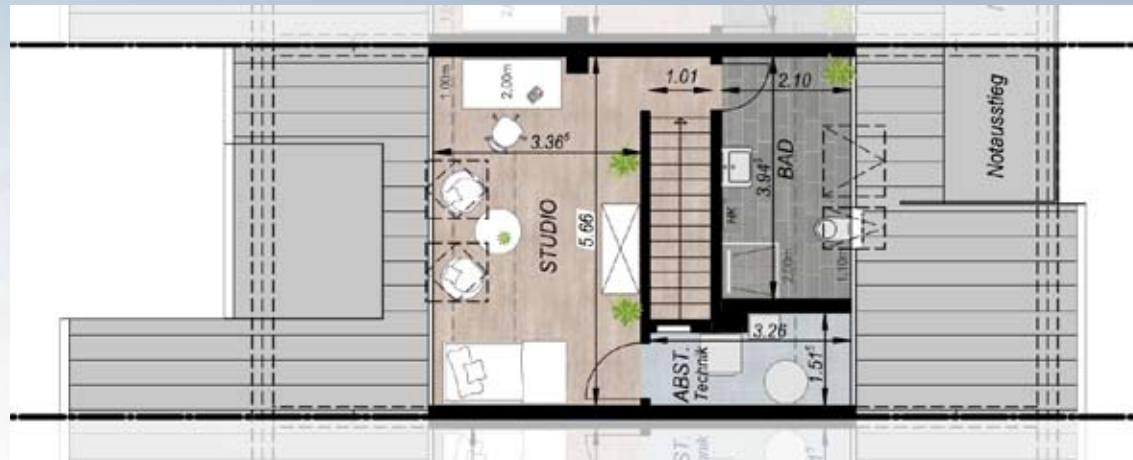 1.00m
2,00m
3.36⁵
1.01
2.10
STUDIO
5.66
3.94⁵
BAD
HK
2,00m
1,10m
Notausstieg
3.26
ABST.
Technik
1.51⁵